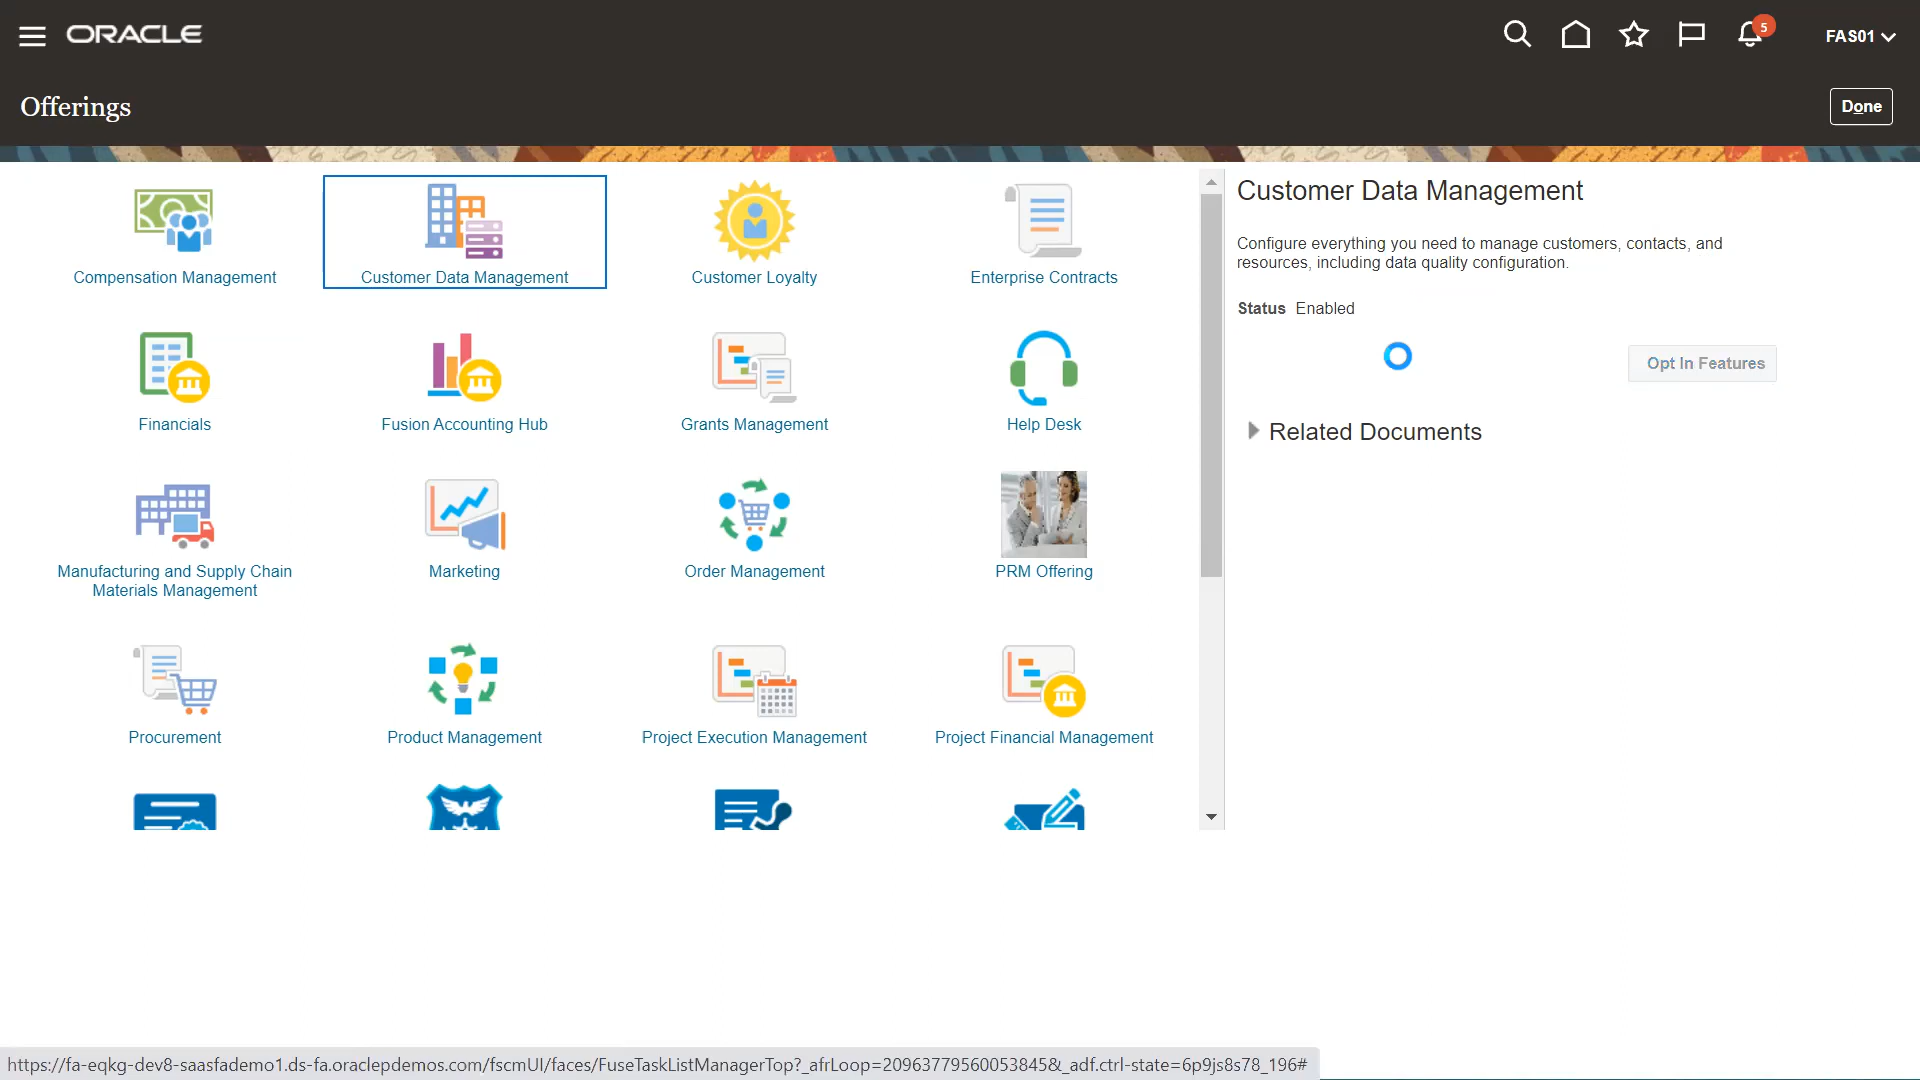 ORACLE
5
FAS01
Offerings
Done
Compensation Management
Customer Data Management
Customer Loyalty
Enterprise Contracts
Financials
Fusion Accounting Hub
Grants Management
Help Desk
Manufacturing and Supply Chain
Materials Management
Marketing
Order Management
PRM Offering
Procurement
Product Management
Project Execution Management
Project Financial Management
Customer Data Management
Configure everything you need to manage customers, contacts, and
resources, including data quality configuration.
Status Enabled
Opt In Features
Related Documents
https://fa-eqkg-dev8-saasfademo1.ds-fa.oraclepdemos.com/fscmUI/faces/FuseTaskListManagerTop?_afrLoop=20963779560053845&_adf.ctrl-state=6p9js8s78_196#